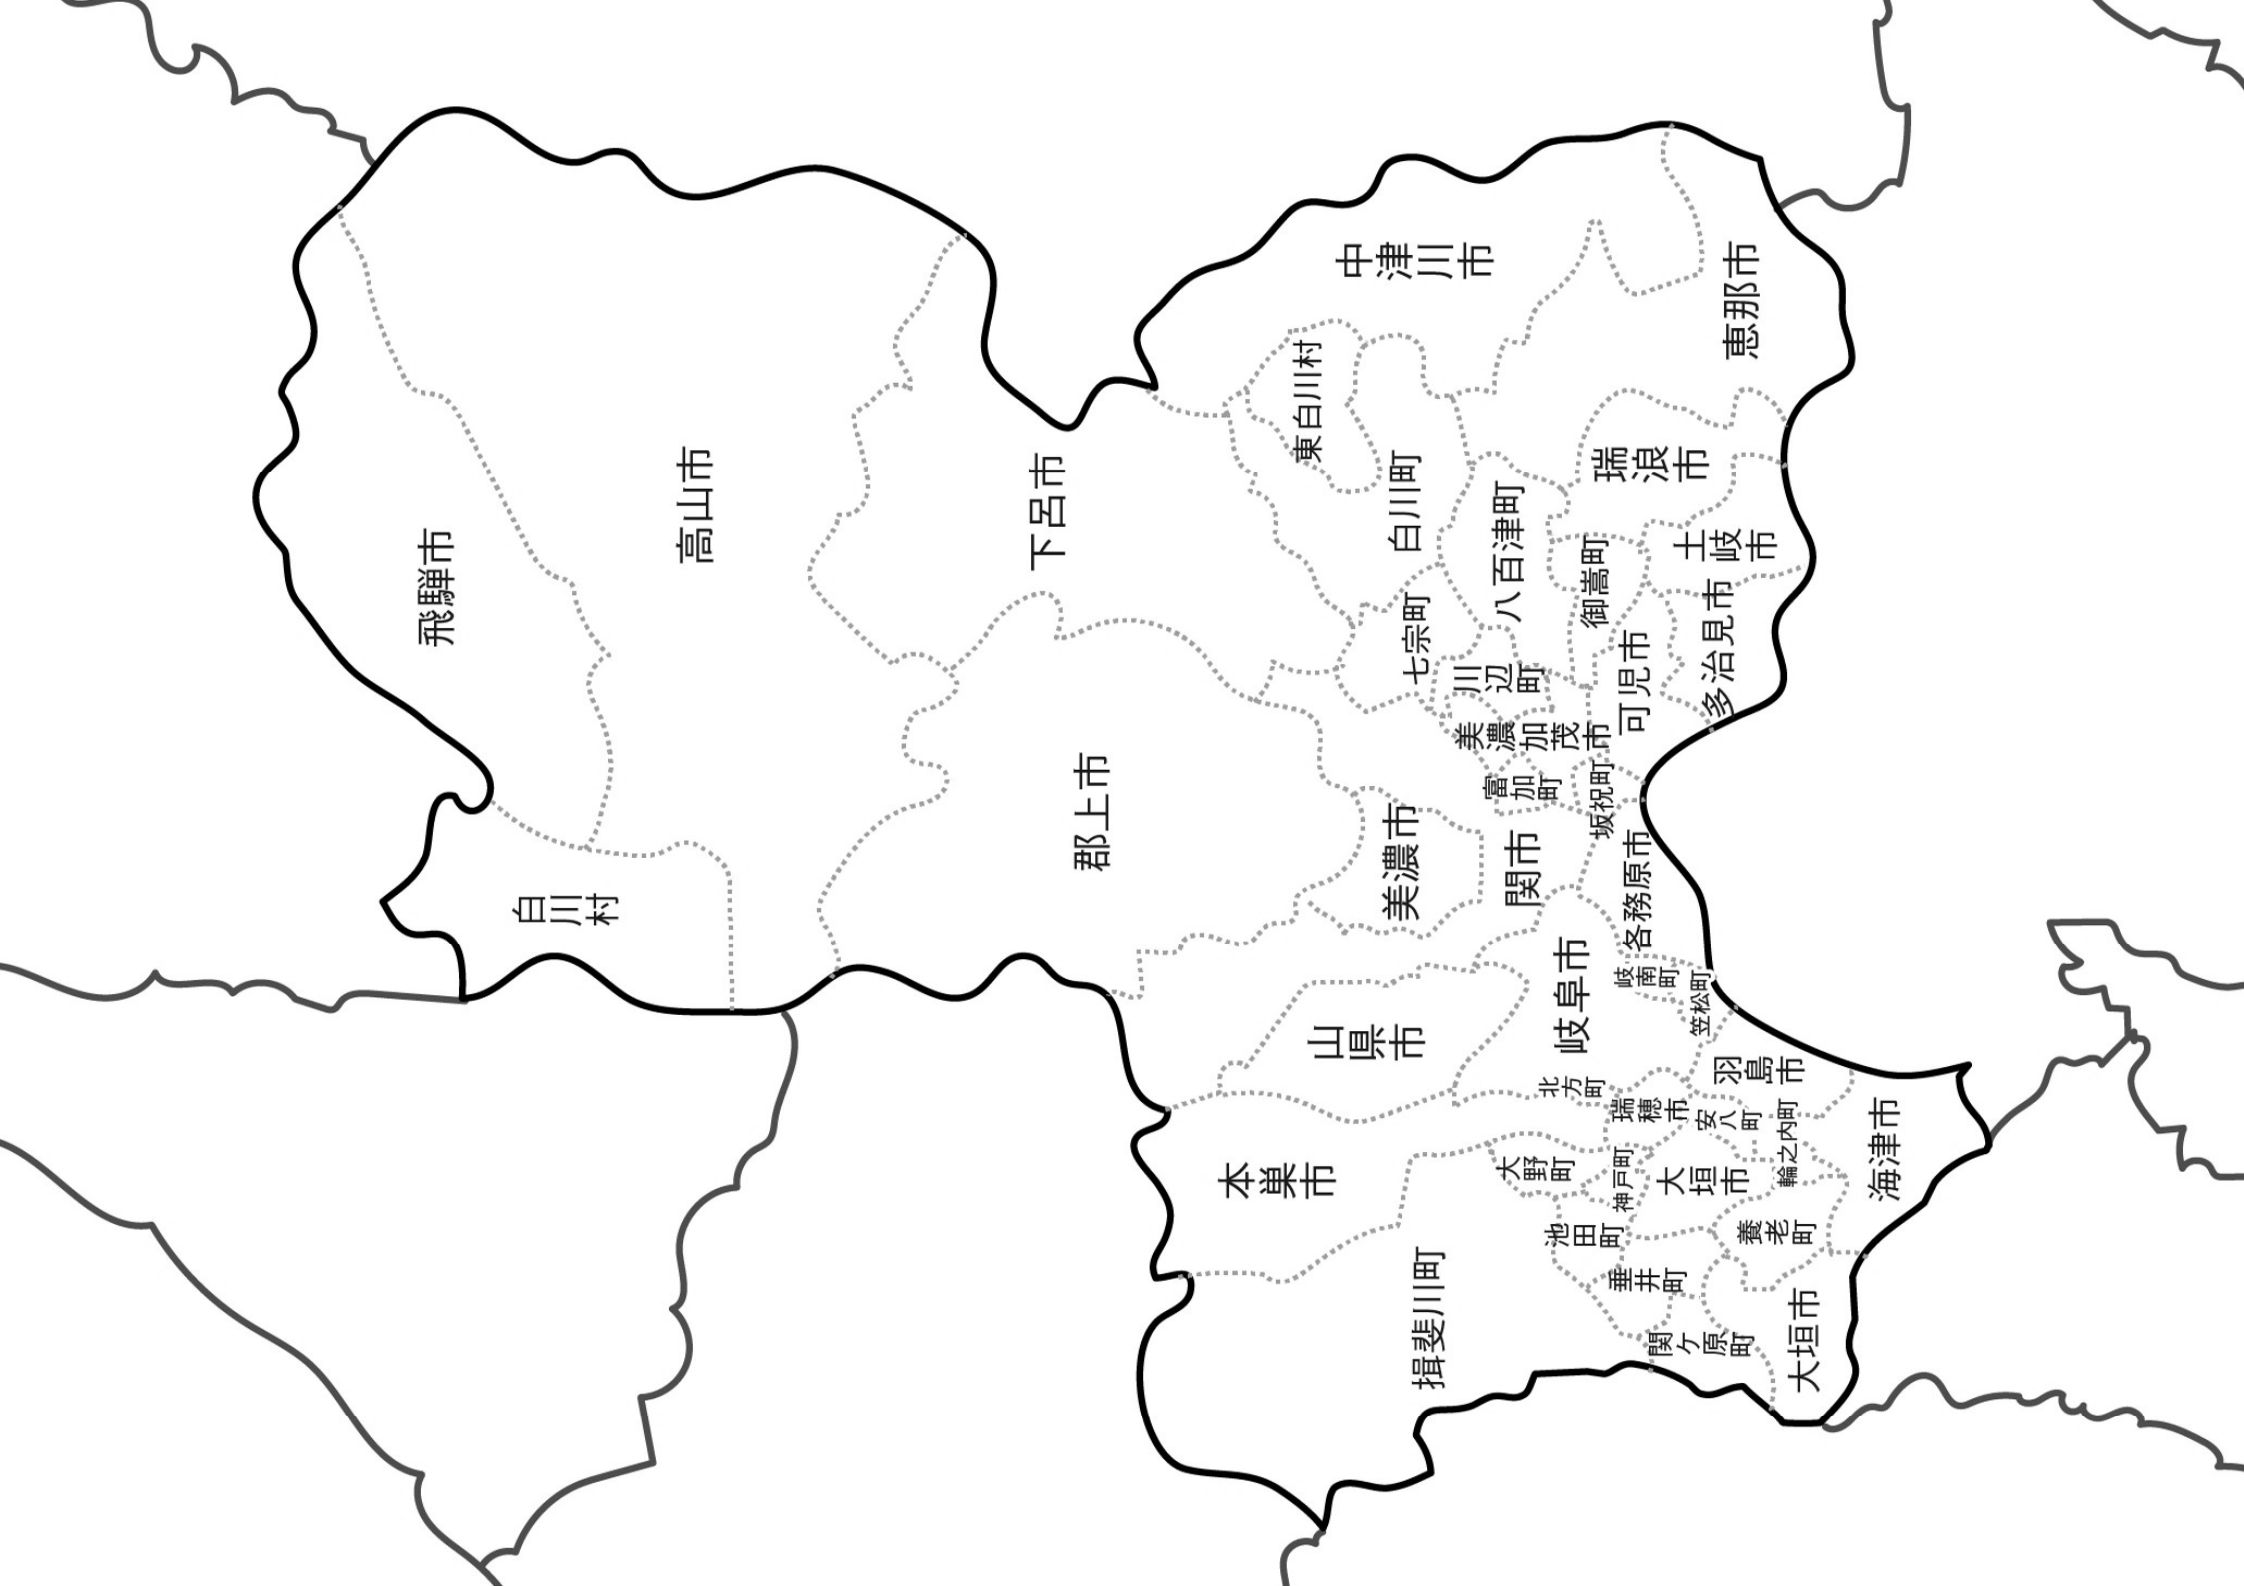 飛騨市
高山市
白川村
下呂市
郡上市
中津川市
恵那市
東白川村
白川町
八百津町
瑞浪市
土岐市
御嵩町
多治見市
可児市
七宗町
川辺町
美濃加茂市
富加町
坂祝町
美濃市
関市
各務原市
岐阜市
岐南町
笠松町
山県市
羽島市
北方町
瑞穂市
安八町
輪之内町
海津市
本巣市
大野町
神戸町
大垣市
養老町
池田町
垂井町
揖斐川町
関ケ原町
大垣市